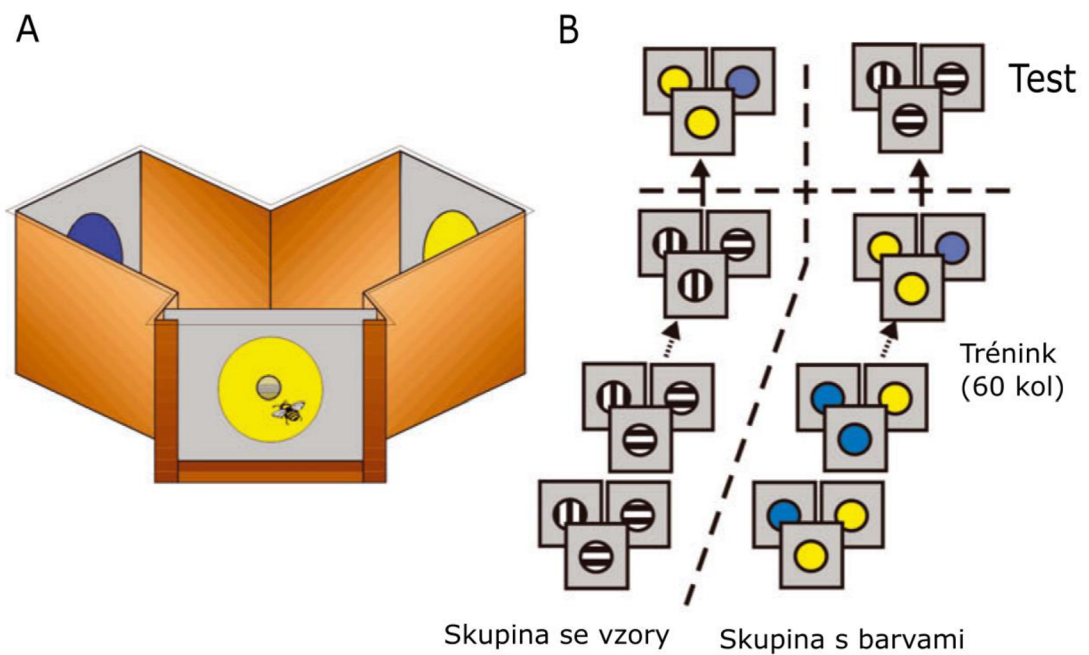 A
B
Test
Trénink
(60 kol)
Skupina se vzory
Skupina s barvami